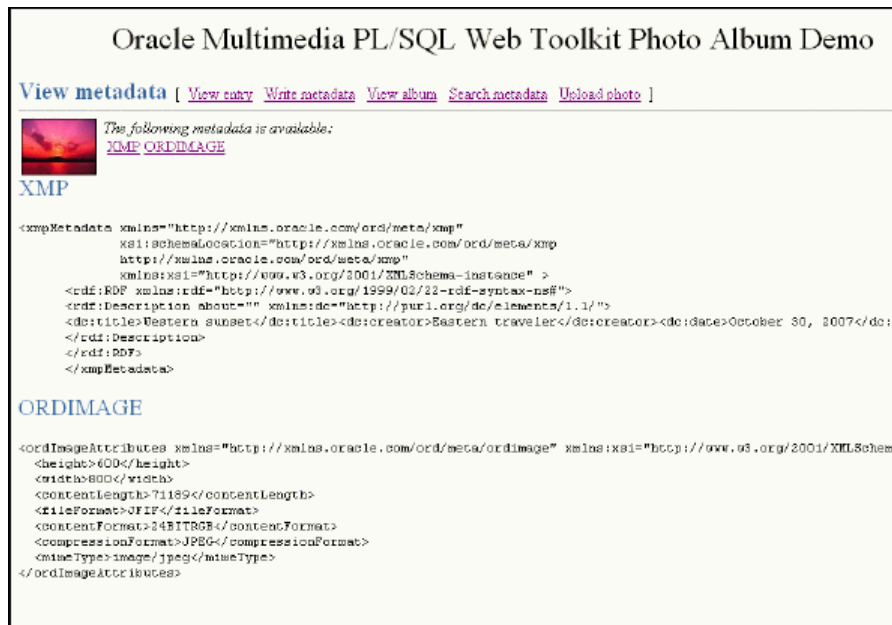 Oracle Multimedia PL/SQL Web Toolkit Photo Album Demo
View metadata [ View entry Write metadata View album Search metadata Upload photo ]
The following metadata is available:
XMP ORDIMAGE
XMP
<xmpMetadata xmlns="http://xmlns.oracle.com/ord/meta/xmp"
xsi:schemaLocation="http://xmlns.oracle.com/ord/meta/xmp
http://xmlns.oracle.com/ord/meta/xmp"
xmlns:xsi="http://www.w3.org/2001/XMLSchema-instance" >
<rdf:RDF xmlns:rdf="http://www.w3.org/1999/02/22-rdf-syntax-ns#">
<rdf:Description about="" xmlns:dc="http://purl.org/dc/elements/1.1/">
<dc:title>Western sunset</dc:title><dc:creator>Eastern traveler</dc:creator><dc:date>October 30, 2007</dc:
</rdf:Description>
</rdf:RDF>
</xmpMetadata>
ORDIMAGE
<ordImageAttributes xmlns="http://xmlns.oracle.com/ord/meta/ordimage" xmlns:xsi="http://www.w3.org/2001/XMLSchem
<height>600</height>
<width>800</width>
<contentLength>71189</contentLength>
<fileFormat>JFIF</fileFormat>
<contentFormat>24BITRGB</contentFormat>
<compressionFormat>JPEG</compressionFormat>
<mimeType>image/jpeg</mimeType>
</ordImageAttributes>